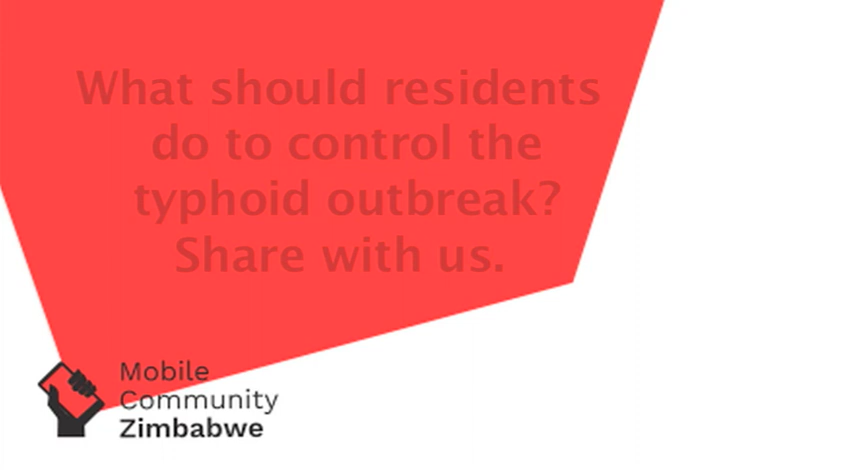 What should residents
do to control the
typhoid outbreak?
Share with us.
Mobile
Community
Zimbabwe